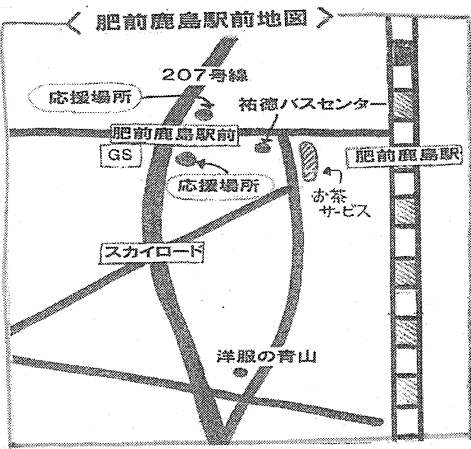 肥前鹿島駅前地図
207号線
応援場所
祐徳バスセンター
肥前鹿島駅前
GS
肥前鹿島駅
応援場所
お茶
サービス
スカイロード
洋服の青山